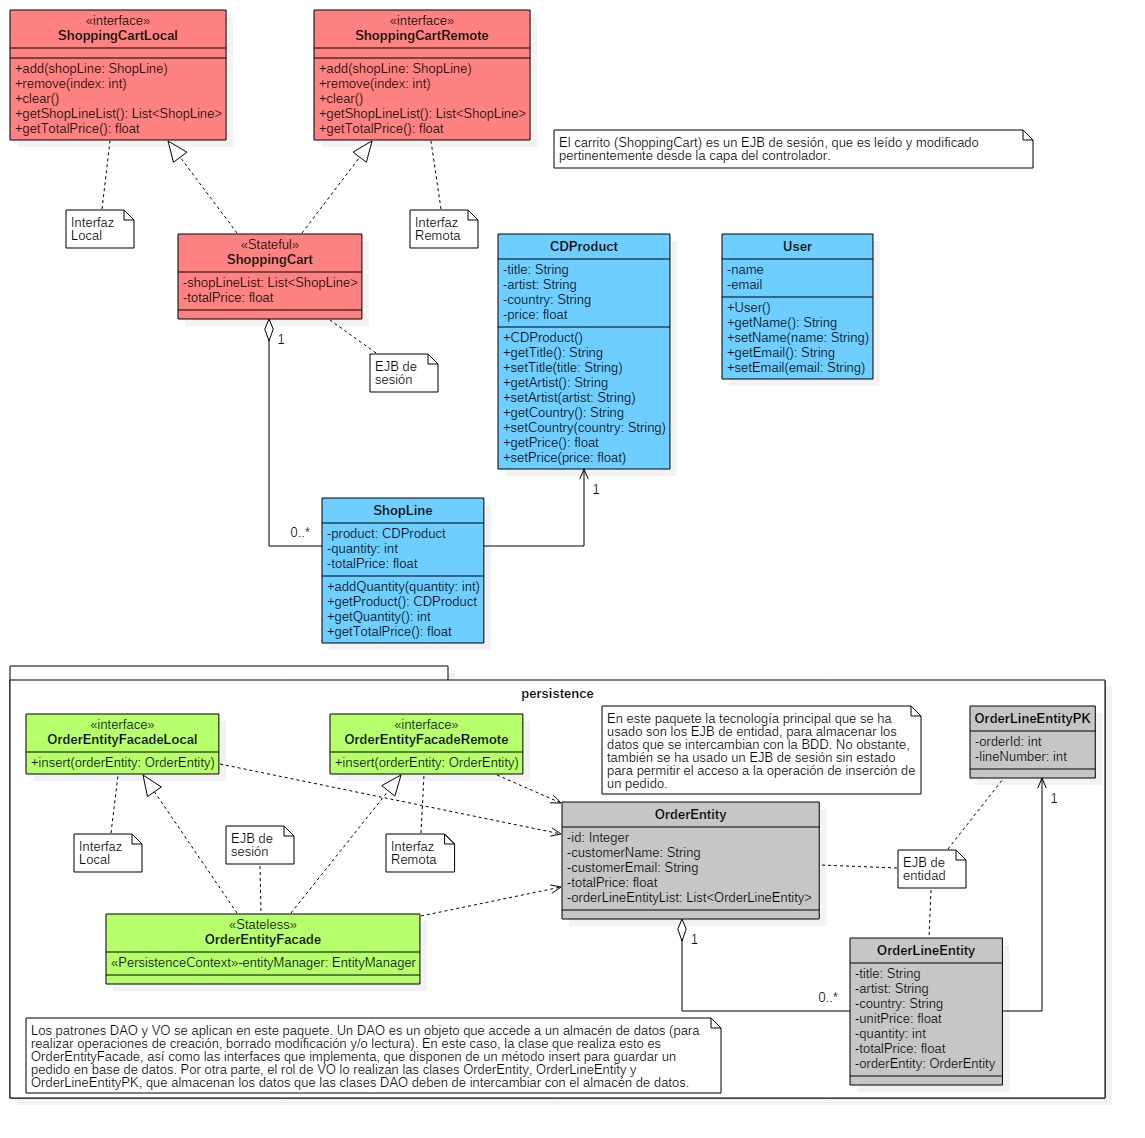 «interface»
ShoppingCartLocal
+add(shopLine: ShopLine)
+remove(index: int)
+clear()
+getShopLineList(): List<ShopLine>
+getTotalPrice(): float
«interface»
ShoppingCartRemote
+add(shopLine: ShopLine)
+remove(index: int)
+clear()
+getShopLineList(): List<ShopLine>
+getTotalPrice(): float
El carrito (ShoppingCart) es un EJB de sesión, que es leído y modificado
pertinentemente desde la capa del controlador.
Interfaz
Local
Interfaz
Remota
«Stateful»
ShoppingCart
-shopLineList: List<ShopLine>
-totalPrice: float
1
EJB de
sesión
CDProduct
-title: String
-artist: String
-country: String
-price: float
+CDProduct()
+getTitle(): String
+setTitle(title: String)
+getArtist(): String
+setArtist(artist: String)
+getCountry(): String
+setCountry(country: String)
+getPrice(): float
+setPrice(price: float)
User
-name
-email
+User()
+getName(): String
+setName(name: String)
+getEmail(): String
+setEmail(email: String)
1
0..*
ShopLine
-product: CDProduct
-quantity: int
-totalPrice: float
+addQuantity(quantity: int)
+getProduct(): CDProduct
+getQuantity(): int
+getTotalPrice(): float
persistence
«interface»
OrderEntityFacadeLocal
+insert(orderEntity: OrderEntity)
«interface»
OrderEntityFacadeRemote
+insert(orderEntity: OrderEntity)
En este paquete la tecnología principal que se ha
usado son los EJB de entidad, para almacenar los
datos que se intercambian con la BDD. No obstante,
también se ha usado un EJB de sesión sin estado
para permitir el acceso a la operación de inserción de
un pedido.
OrderLineEntityPK
-orderId: int
-lineNumber: int
1
Interfaz
Local
EJB de
sesión
Interfaz
Remota
OrderEntity
-id: Integer
-customerName: String
-customerEmail: String
-totalPrice: float
-orderLineEntityList: List<OrderLineEntity>
1
EJB de
entidad
«Stateless»
OrderEntityFacade
«PersistenceContext»-entityManager: EntityManager
0..*
OrderLineEntity
-title: String
-artist: String
-country: String
-unitPrice: float
-quantity: int
-totalPrice: float
-orderEntity: OrderEntity
Los patrones DAO y VO se aplican en este paquete. Un DAO es un objeto que accede a un almacén de datos (para
realizar operaciones de creación, borrado modificación y/o lectura). En este caso, la clase que realiza esto es
OrderEntityFacade, así como las interfaces que implementa, que disponen de un método insert para guardar un
pedido en base de datos. Por otra parte, el rol de VO lo realizan las clases OrderEntity, OrderLineEntity y
OrderLineEntityPK, que almacenan los datos que las clases DAO deben de intercambiar con el almacén de datos.